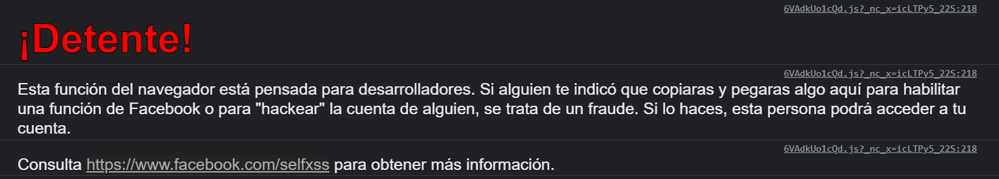 6VAdkUo1cQd.js?_nc_x=icLTPy5_22S:218
¡Detente!
6VAdkUo1cQd.js?_nc_x=icLTPy5_22S:218
Esta función del navegador está pensada para desarrolladores. Si alguien te indicó que copiaras y pegaras algo aquí para habilitar
una función de Facebook o para "hackear" la cuenta de alguien, se trata de un fraude. Si lo haces, esta persona podrá acceder a tu
cuenta.
6VAdkUo1cQd.js?_nc_x=icLTPy5_22S:218
Consulta https://www.facebook.com/selfxss para obtener más información.